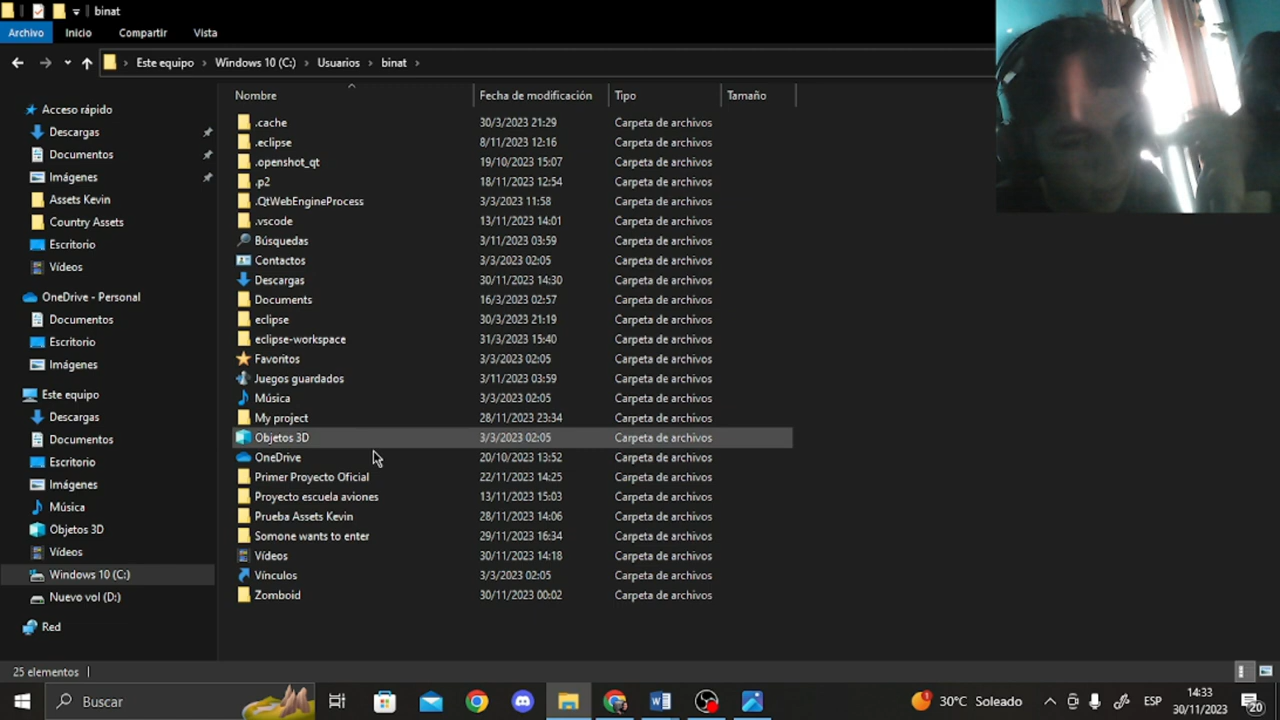 binat
Archivo Inicio Compartir Vista
Este equipo Windows 10 (C:) Usuarios binat
Nombre Fecha de modificación Tipo Tamaño
Acceso rápido
Descargas
Documentos
Imágenes
Assets Kevin
Country Assets
Escritorio
Vídeos
OneDrive - Personal
Documentos
Escritorio
Imágenes
Este equipo
Descargas
Documentos
Escritorio
Imágenes
Música
Objetos 3D
Vídeos
Windows 10 (C:)
Nuevo vol (D:)
Red
.cache 30/3/2023 21:29 Carpeta de archivos
.eclipse 8/11/2023 12:16 Carpeta de archivos
.openshot_qt 19/10/2023 15:07 Carpeta de archivos
.p2 18/11/2023 12:54 Carpeta de archivos
.QtWebEngineProcess 3/3/2023 11:58 Carpeta de archivos
.vscode 13/11/2023 14:01 Carpeta de archivos
Búsquedas 3/11/2023 03:59 Carpeta de archivos
Contactos 3/3/2023 02:05 Carpeta de archivos
Descargas 30/11/2023 14:30 Carpeta de archivos
Documents 16/3/2023 02:57 Carpeta de archivos
eclipse 30/3/2023 21:19 Carpeta de archivos
eclipse-workspace 31/3/2023 15:40 Carpeta de archivos
Favoritos 3/3/2023 02:05 Carpeta de archivos
Juegos guardados 3/11/2023 03:59 Carpeta de archivos
Música 3/3/2023 02:05 Carpeta de archivos
My project 28/11/2023 23:34 Carpeta de archivos
Objetos 3D 3/3/2023 02:05 Carpeta de archivos
OneDrive 20/10/2023 13:52 Carpeta de archivos
Primer Proyecto Oficial 22/11/2023 14:25 Carpeta de archivos
Proyecto escuela aviones 13/11/2023 15:03 Carpeta de archivos
Prueba Assets Kevin 28/11/2023 14:06 Carpeta de archivos
Somone wants to enter 29/11/2023 16:34 Carpeta de archivos
Vídeos 30/11/2023 14:18 Carpeta de archivos
Vínculos 3/3/2023 02:05 Carpeta de archivos
Zomboid 30/11/2023 00:02 Carpeta de archivos
25 elementos
Buscar 1 30°C Soleado ESP 14:33
30/11/2023 20